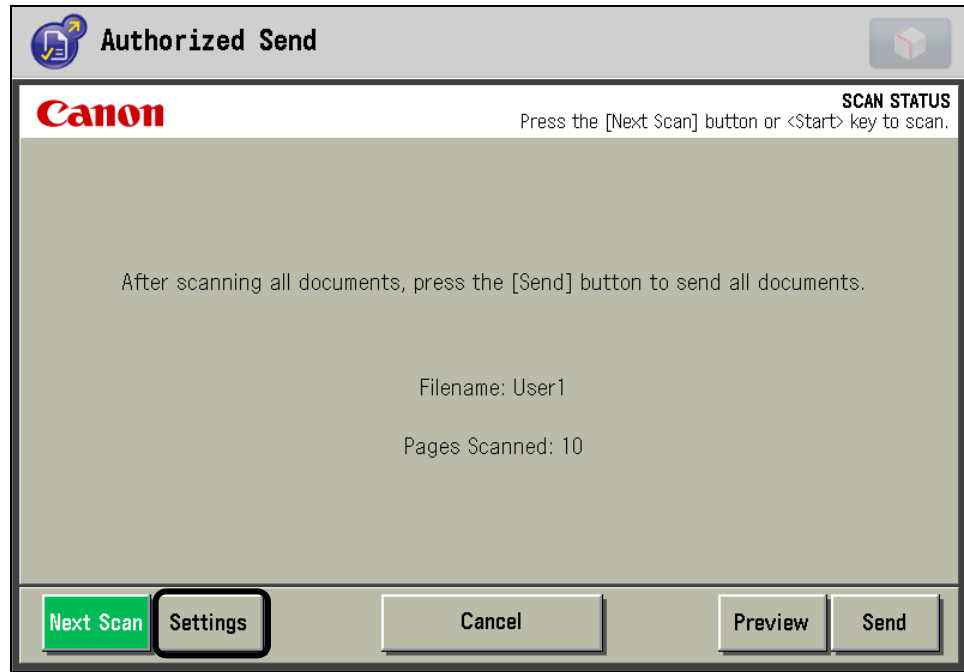 Authorized Send
Canon
SCAN STATUS
Press the [Next Scan] button or <Start> key to scan.
After scanning all documents, press the [Send] button to send all documents.
Filename: User1
Pages Scanned: 10
Next Scan Settings Cancel Preview Send